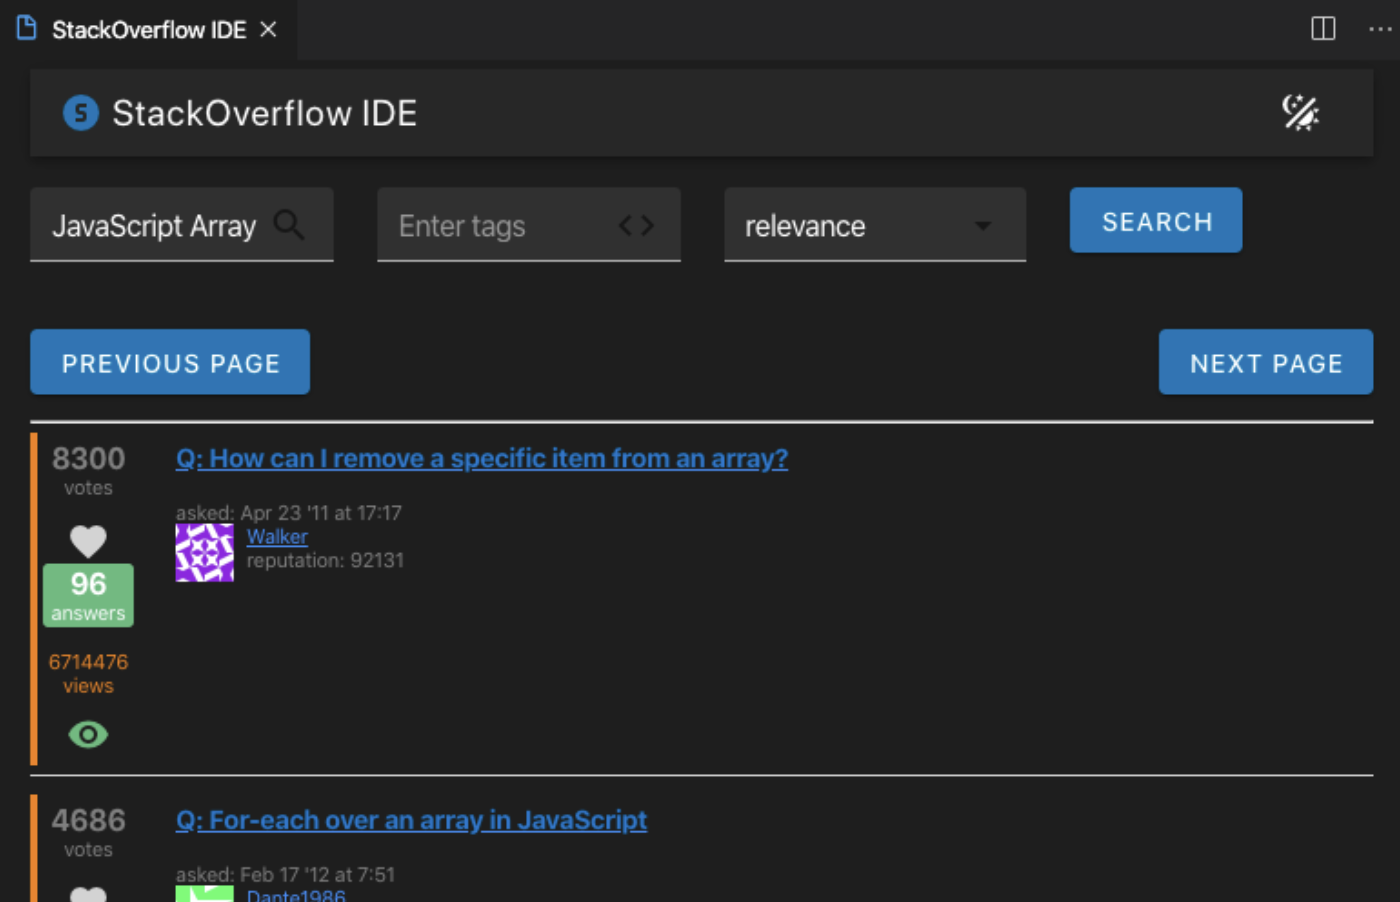 StackOverflow IDE
S StackOverflow IDE
JavaScript Array
Enter tags
relevance
SEARCH
PREVIOUS PAGE
NEXT PAGE
8300
votes
Q: How can I remove a specific item from an array?
asked: Apr 23 '11 at 17:17
Walker
reputation: 92131
96
answers
6714476
views
4686
votes
Q: For-each over an array in JavaScript
asked: Feb 17 '12 at 7:51
Dante1986